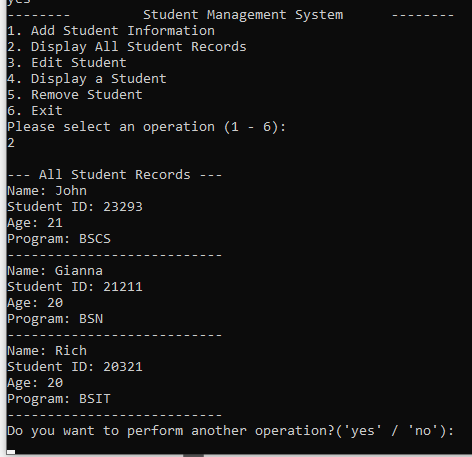 yes
--------         Student Management System      --------
1. Add Student Information
2. Display All Student Records
3. Edit Student
4. Display a Student
5. Remove Student
6. Exit
Please select an operation (1 - 6):
2
--- All Student Records ---
Name: John
Student ID: 23293
Age: 21
Program: BSCS
---------------------------
Name: Gianna
Student ID: 21211
Age: 20
Program: BSN
---------------------------
Name: Rich
Student ID: 20321
Age: 20
Program: BSIT
---------------------------
Do you want to perform another operation?('yes' / 'no'):